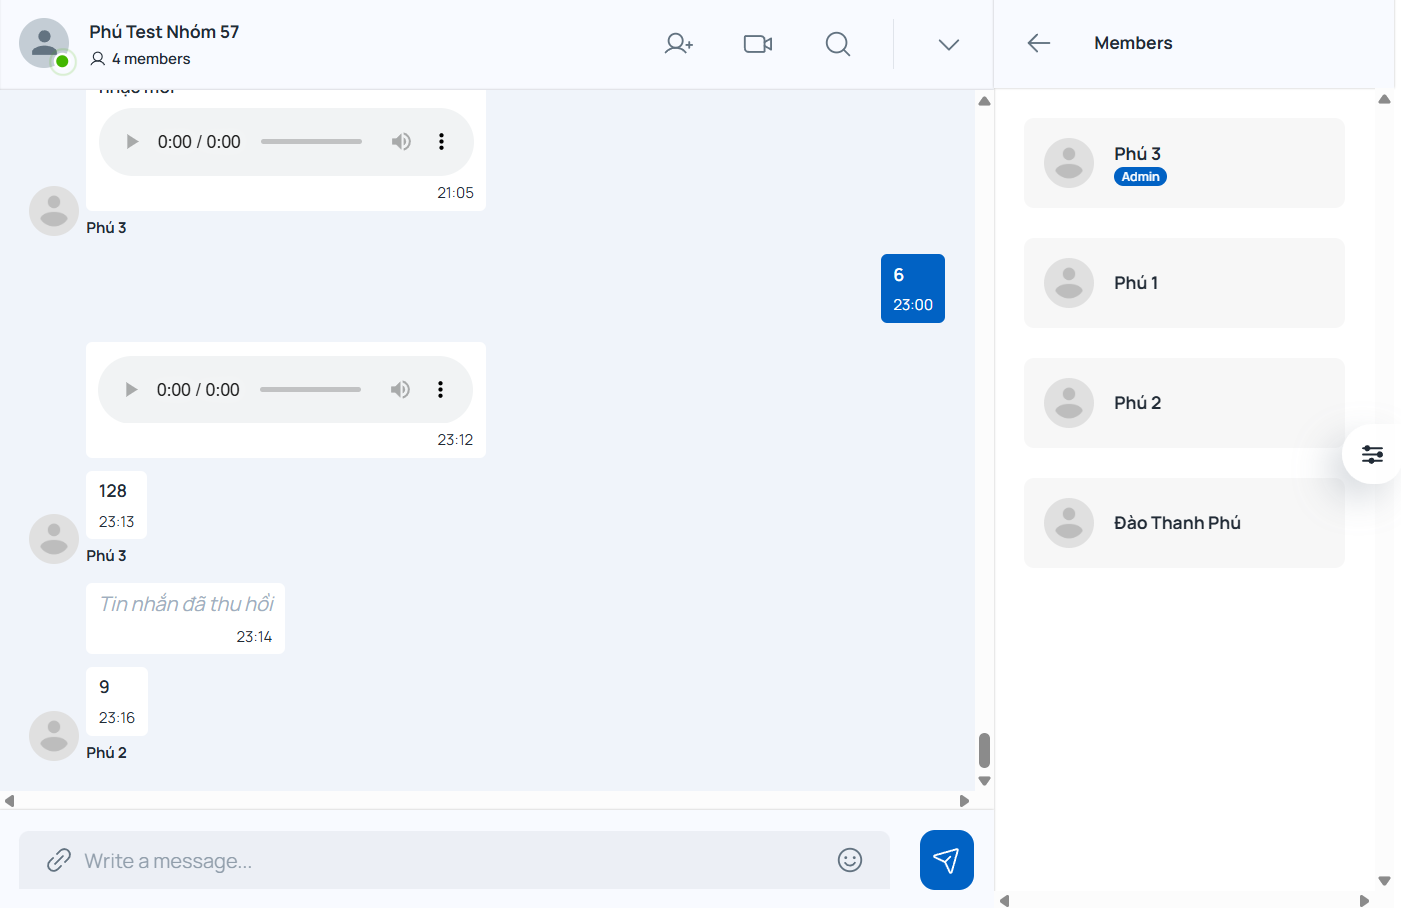 Phú Test Nhóm 57
4 members
Members
nhạc mới
0:00 / 0:00
21:05
Phú 3
6
23:00
0:00 / 0:00
23:12
128
23:13
Phú 3
Tin nhắn đã thu hồi
23:14
9
23:16
Phú 2
Write a message...
Phú 3
Admin
Phú 1
Phú 2
Đào Thanh Phú